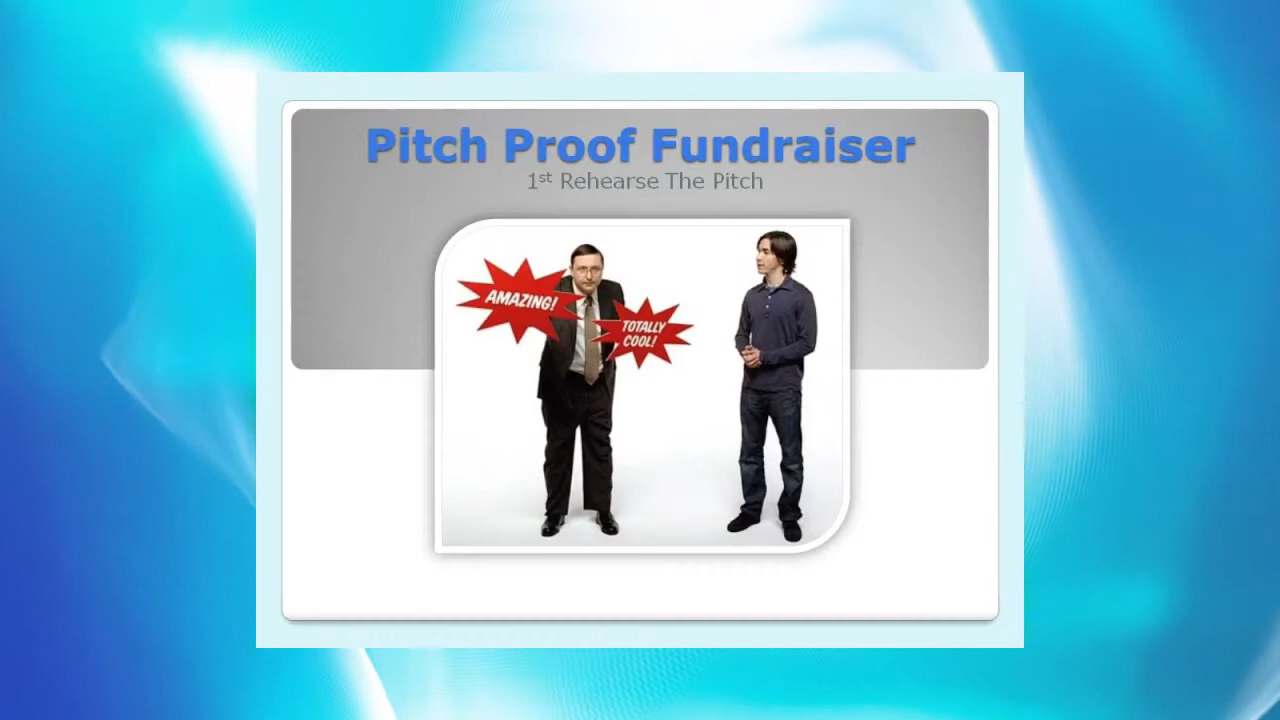 Pitch Proof Fundraiser
1st Rehearse The Pitch
AMAZING!
TOTALLY
COOL!